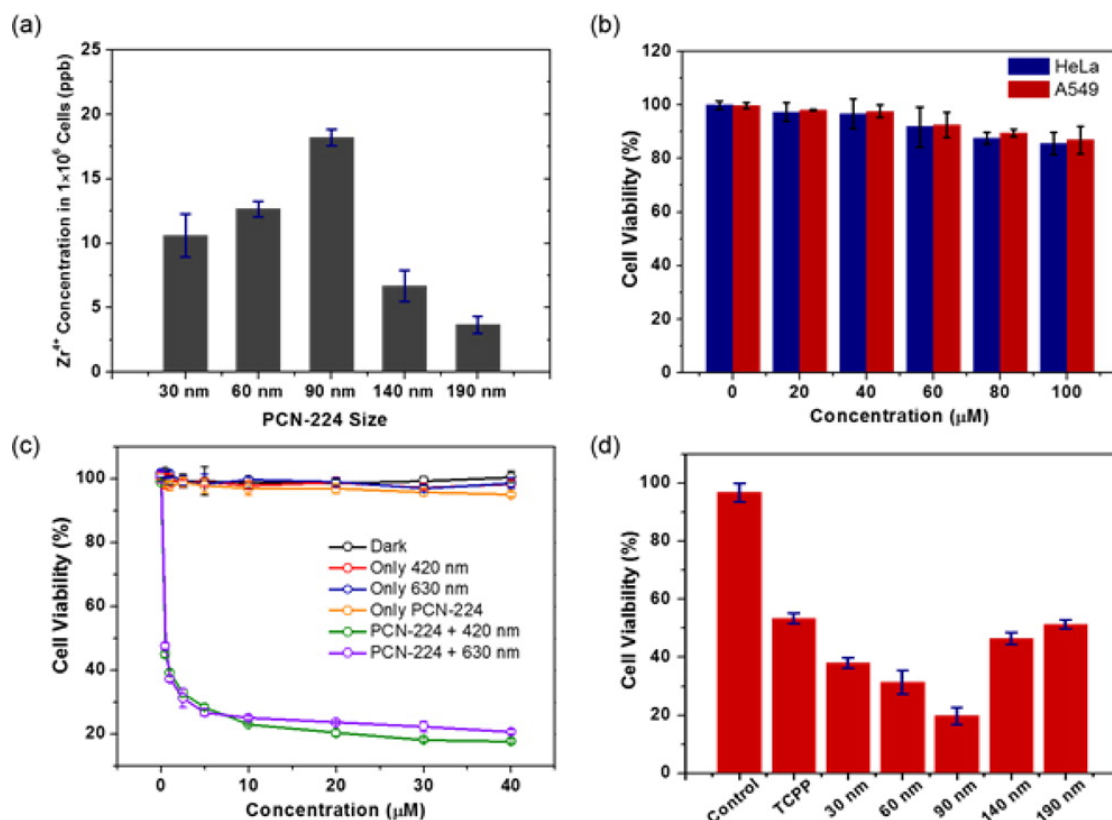 (a)
Zr⁴⁺ Concentration in 1×10⁶ Cells (ppb)
25
20
15
10
5
0
30 nm 60 nm 90 nm 140 nm 190 nm
PCN-224 Size
(b)
Cell Viability (%)
120
100
80
60
40
20
0
HeLa
A549
0 20 40 60 80 100
Concentration (μM)
(c)
Cell Viability (%)
100
80
60
40
20
Dark
Only 420 nm
Only 630 nm
Only PCN-224
PCN-224 + 420 nm
PCN-224 + 630 nm
0 10 20 30 40
Concentration (μM)
(d)
Cell Vialbility (%)
100
80
60
40
20
0
Control TCPP 30 nm 60 nm 90 nm 140 nm 190 nm